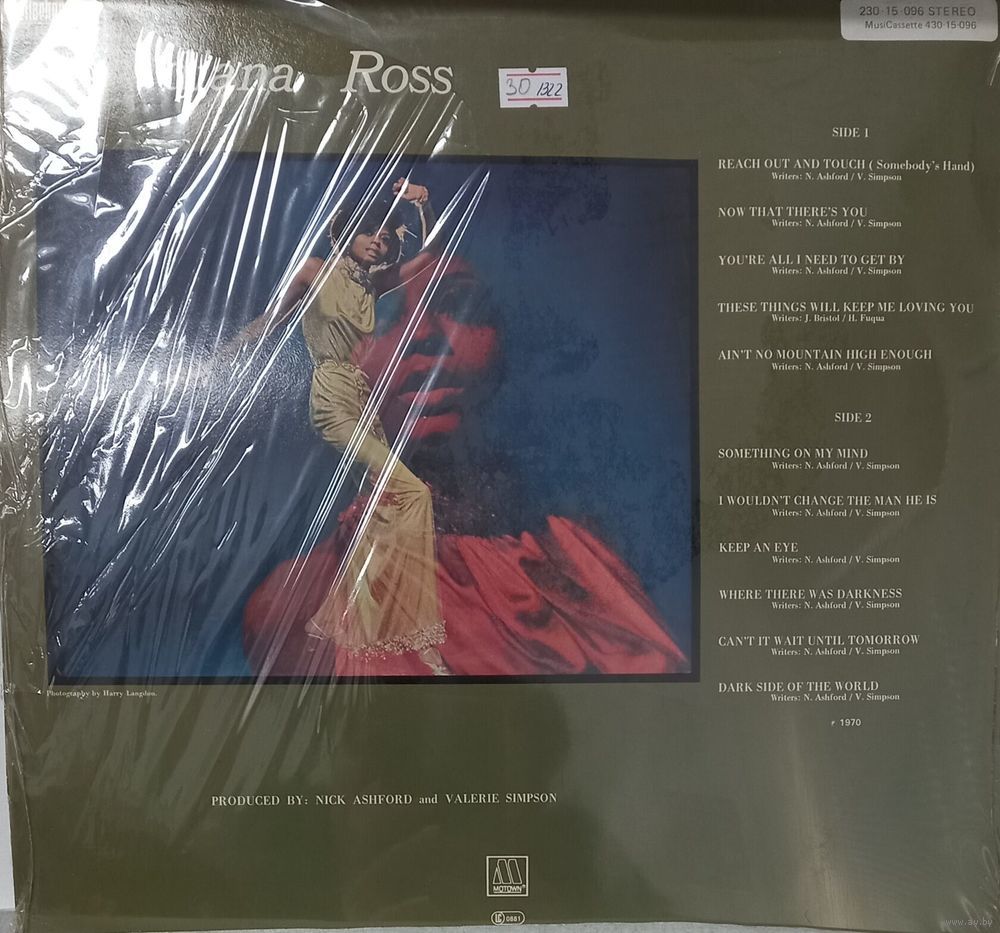 230-15-096 STEREO
MusiCassette 430-15-096
Diana Ross
30 1322
SIDE 1
REACH OUT AND TOUCH ( Somebody's Hand)
Writers: N. Ashford / V. Simpson
NOW THAT THERE'S YOU
Writers: N. Ashford / V. Simpson
YOU'RE ALL I NEED TO GET BY
Writers: N. Ashford / V. Simpson
THESE THINGS WILL KEEP ME LOVING YOU
Writers: J. Bristol / H. Fuqua
AIN'T NO MOUNTAIN HIGH ENOUGH
Writers: N. Ashford / V. Simpson
SIDE 2
SOMETHING ON MY MIND
Writers: N. Ashford / V. Simpson
I WOULDN'T CHANGE THE MAN HE IS
Writers: N. Ashford / V. Simpson
KEEP AN EYE
Writers: N. Ashford / V. Simpson
WHERE THERE WAS DARKNESS
Writers: N. Ashford / V. Simpson
CAN'T IT WAIT UNTIL TOMORROW
Writers: N. Ashford / V. Simpson
DARK SIDE OF THE WORLD
Writers: N. Ashford / V. Simpson
℗ 1970
Photography by Harry Langdon.
PRODUCED BY: NICK ASHFORD and VALERIE SIMPSON
MOTOWN®
LC 0881
www.ay.by